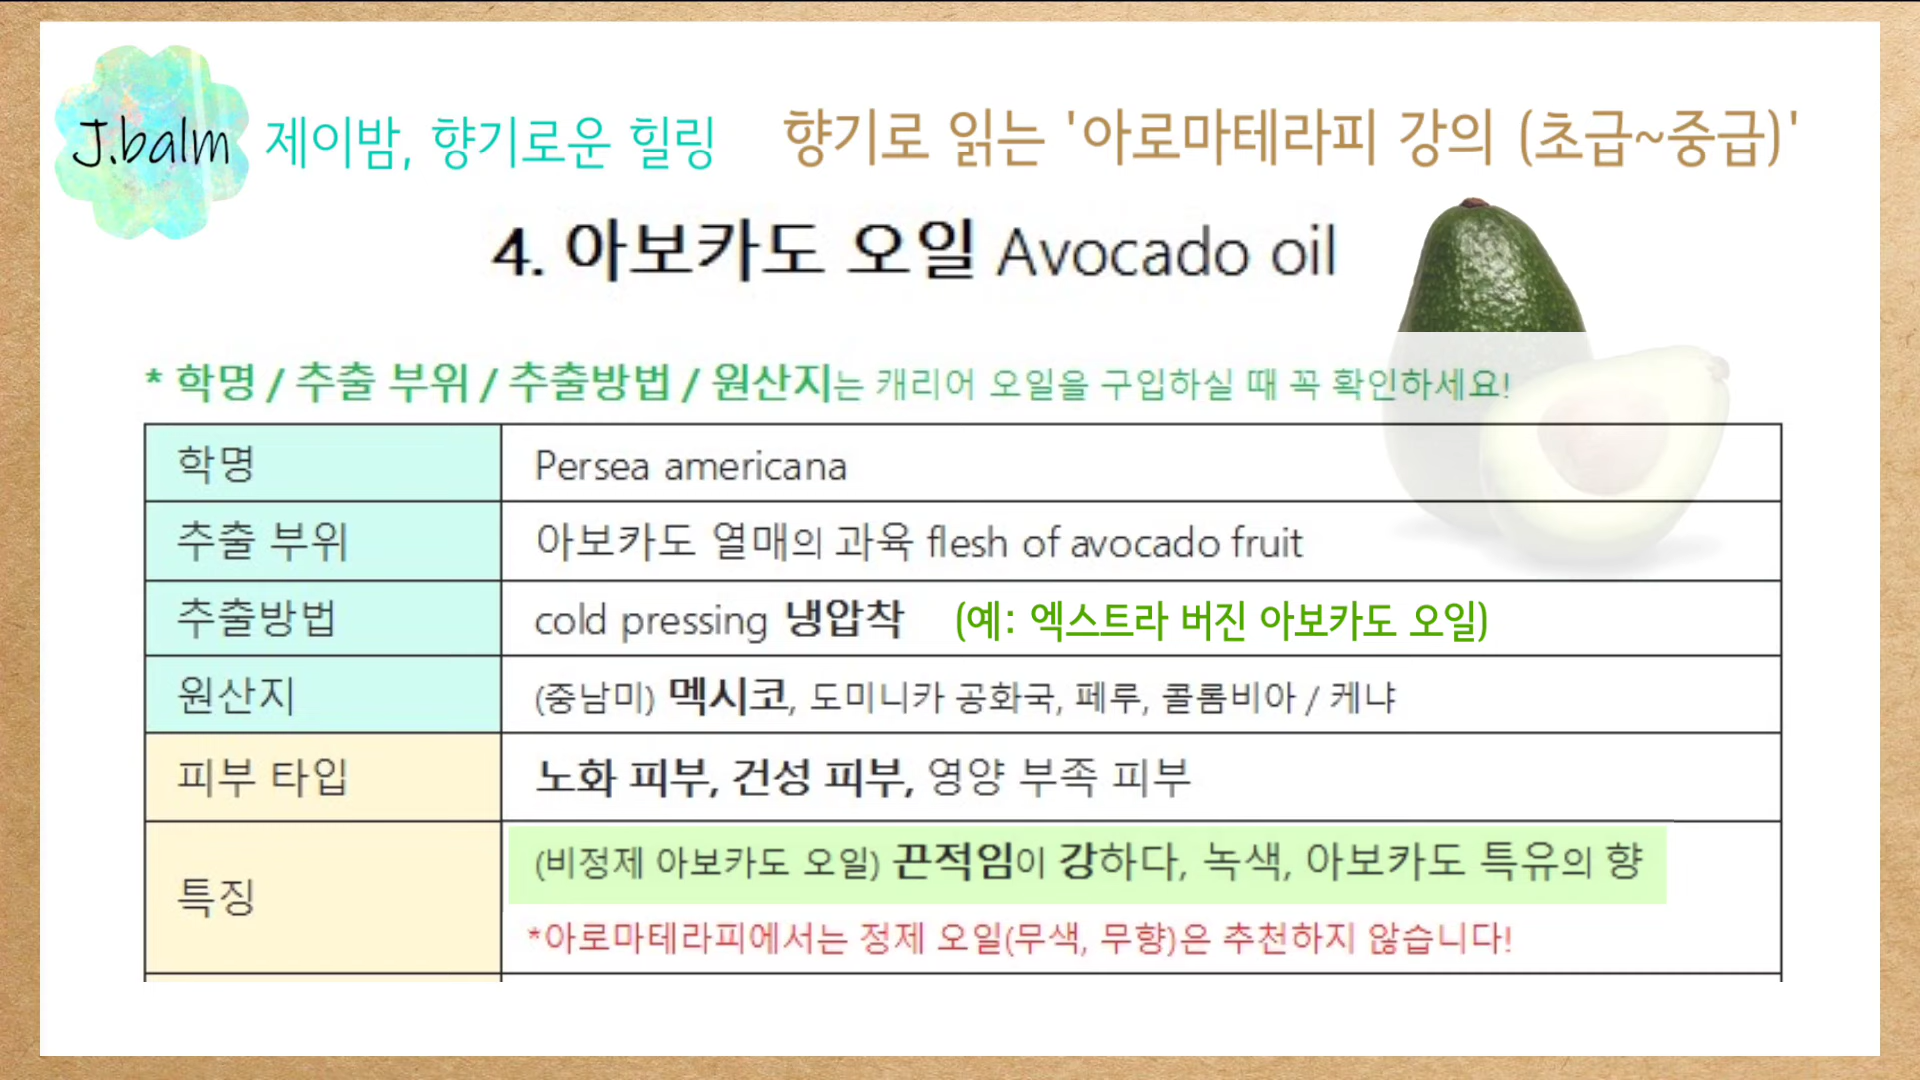 J.balm 제이밤, 향기로운 힐링 향기로 읽는 '아로마테라피 강의 (초급~중급)'
4. 아보카도 오일 Avocado oil
* 학명 / 추출 부위 / 추출방법 / 원산지는 캐리어 오일을 구입하실 때 꼭 확인하세요!
학명 Persea americana
추출 부위 아보카도 열매의 과육 flesh of avocado fruit
추출방법 cold pressing 냉압착 (예: 엑스트라 버진 아보카도 오일)
원산지 (중남미) 멕시코, 도미니카 공화국, 페루, 콜롬비아 / 케냐
피부 타입 노화 피부, 건성 피부, 영양 부족 피부
특징 (비정제 아보카도 오일) 끈적임이 강하다, 녹색, 아보카도 특유의 향
*아로마테라피에서는 정제 오일(무색, 무향)은 추천하지 않습니다!